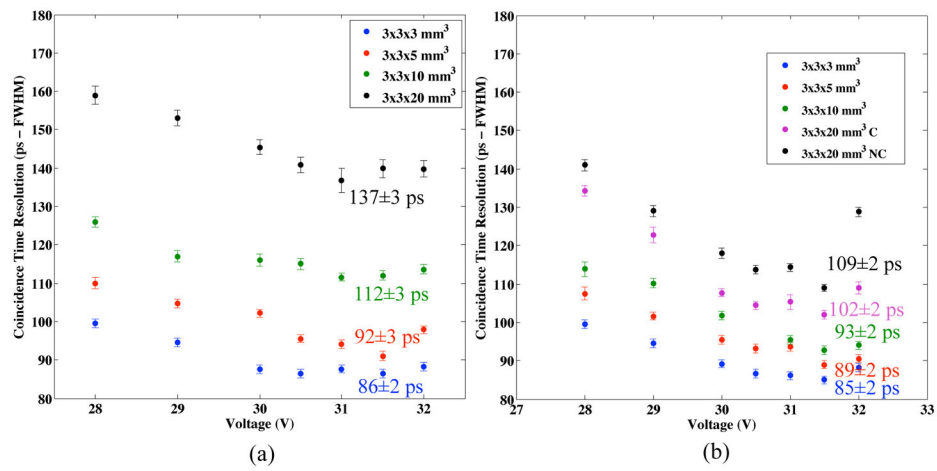 180
170
160
150
140
130
120
110
100
90
80
Coincidence Time Resolution (ps − FWHM)
3x3x3 mm³
3x3x5 mm³
3x3x10 mm³
3x3x20 mm³
137±3 ps
112±3 ps
92±3 ps
86±2 ps
28 29 30 31 32
Voltage (V)
(a)
180
170
160
150
140
130
120
110
100
90
80
Coincidence Time Resolution (ps − FWHM)
3x3x3 mm³
3x3x5 mm³
3x3x10 mm³
3x3x20 mm³ C
3x3x20 mm³ NC
109±2 ps
102±2 ps
93±2 ps
89±2 ps
85±2 ps
27 28 29 30 31 32 33
Voltage (V)
(b)